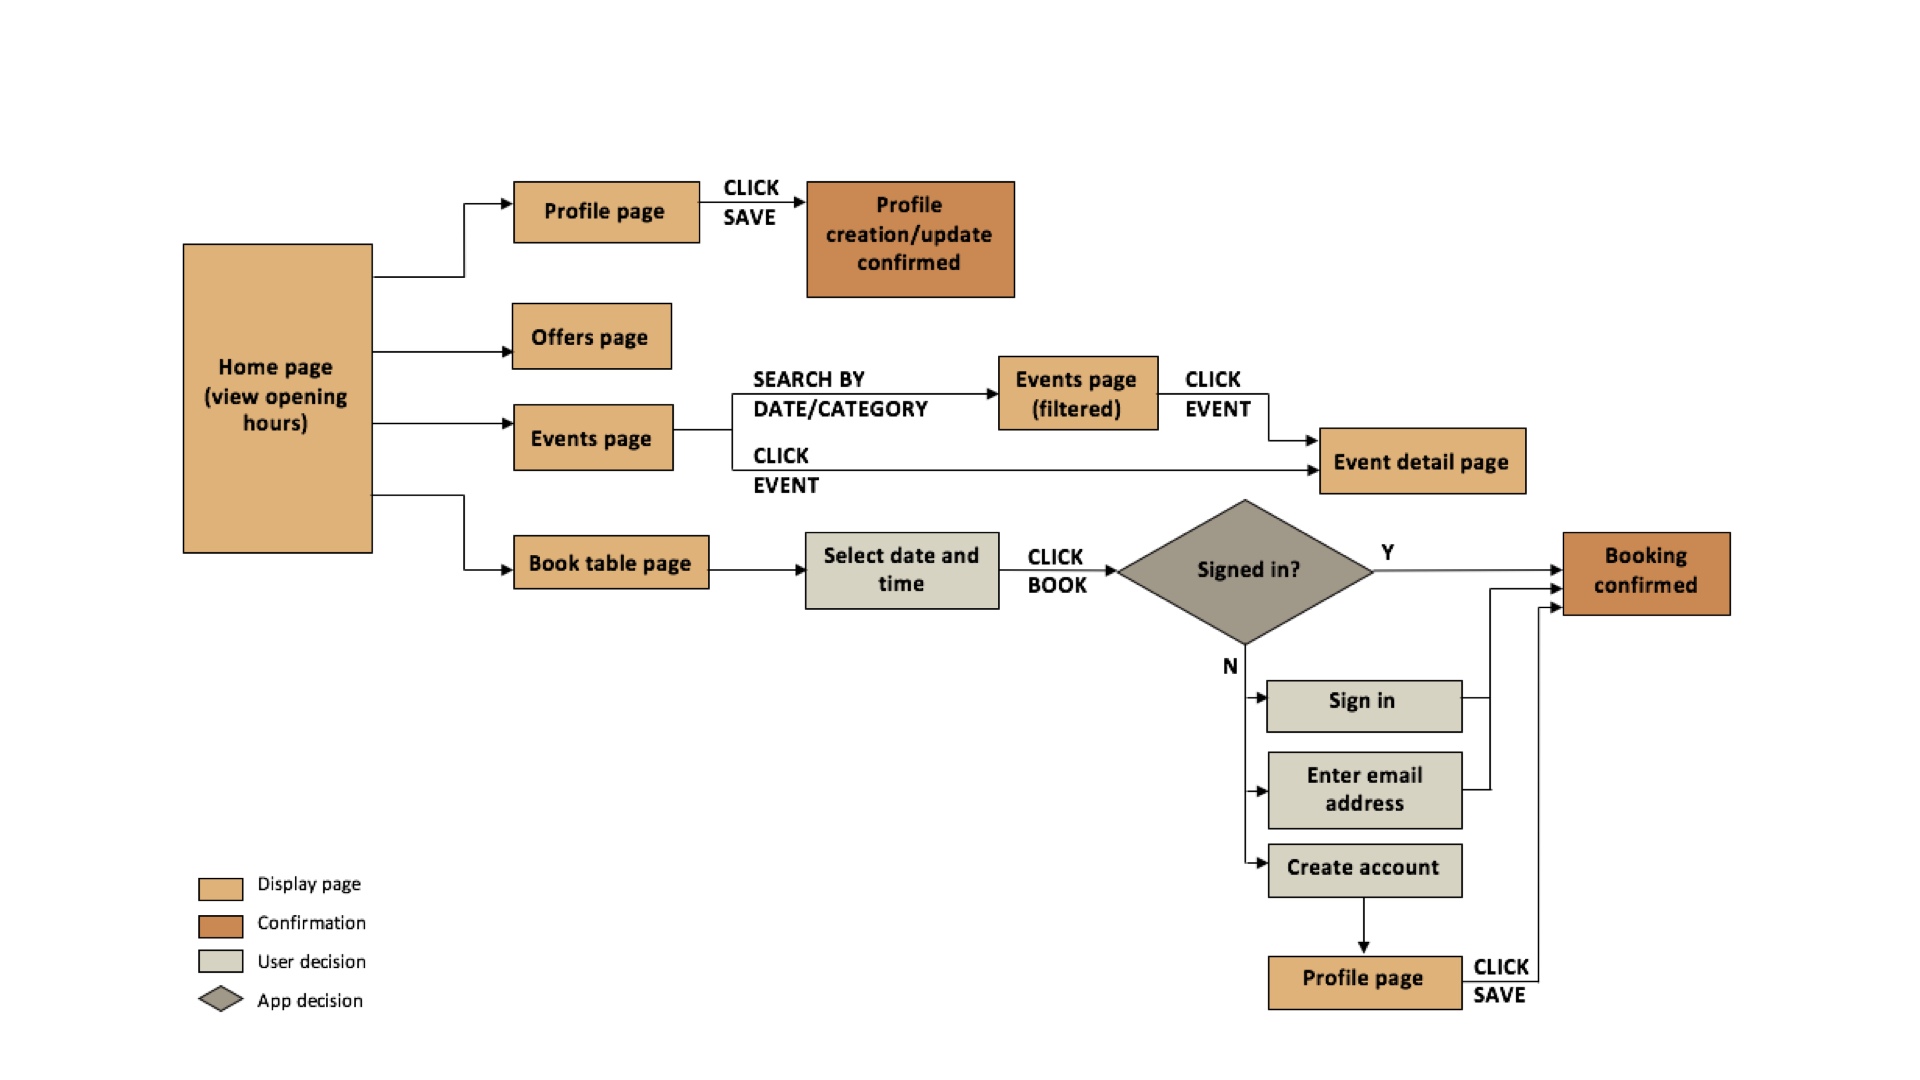 Profile page
CLICK
SAVE
Profile
creation/update
confirmed
Home page
(view opening
hours)
Offers page
Events page
SEARCH BY
DATE/CATEGORY
Events page
(filtered)
CLICK
EVENT
CLICK
EVENT
Event detail page
Book table page
Select date and
time
CLICK
BOOK
Signed in?
Y
Booking
confirmed
N
Sign in
Enter email
address
Create account
Profile page
CLICK
SAVE
Display page
Confirmation
User decision
App decision